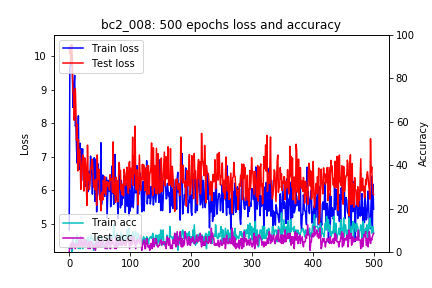 bc2_008: 500 epochs loss and accuracy
Train loss
Test loss
Train acc
Test acc
Loss
10
9
8
7
6
5
Accuracy
100
80
60
40
20
0
0 100 200 300 400 500